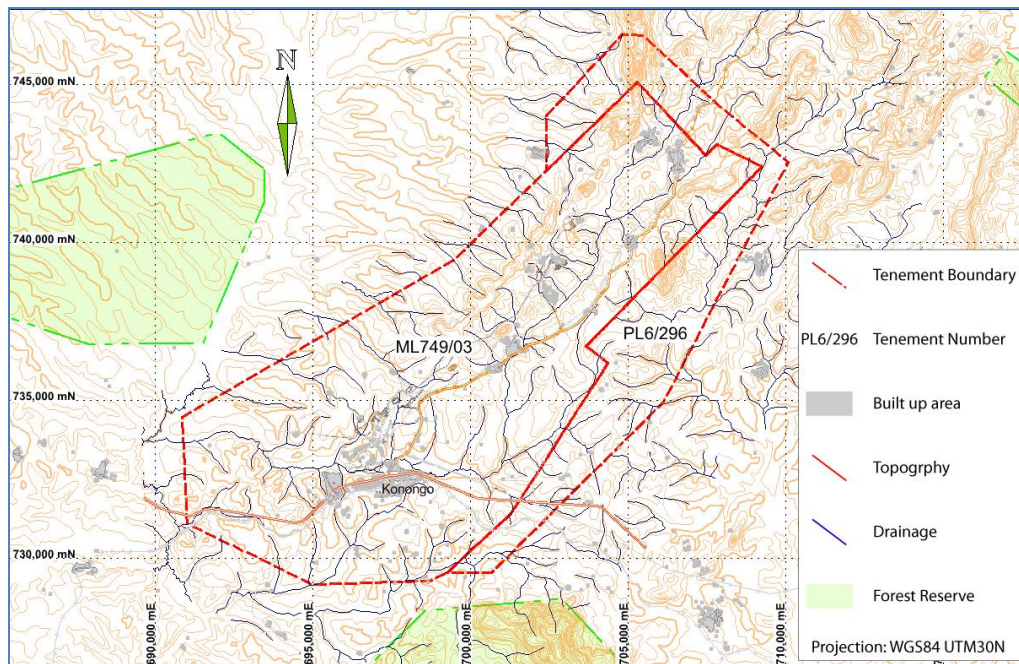 N
745,000 mN
740,000 mN
735,000 mN
730,000 mN
ML749/03
PL6/296
Konongo
690,000 mE
695,000 mE
700,000 mE
705,000 mE
710,000 mE
Tenement Boundary
PL6/296 Tenement Number
Built up area
Topogrphy
Drainage
Forest Reserve
Projection: WGS84 UTM30N